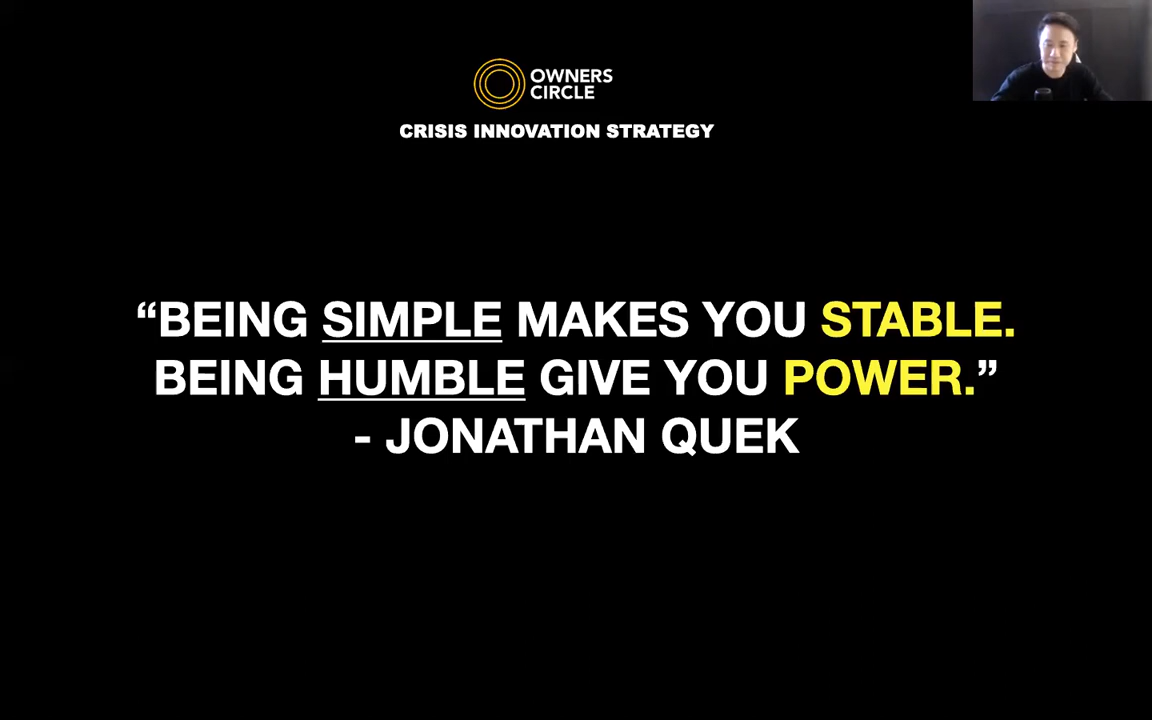 OWNERS
CIRCLE
CRISIS INNOVATION STRATEGY
“BEING SIMPLE MAKES YOU STABLE.
BEING HUMBLE GIVE YOU POWER.”
- JONATHAN QUEK